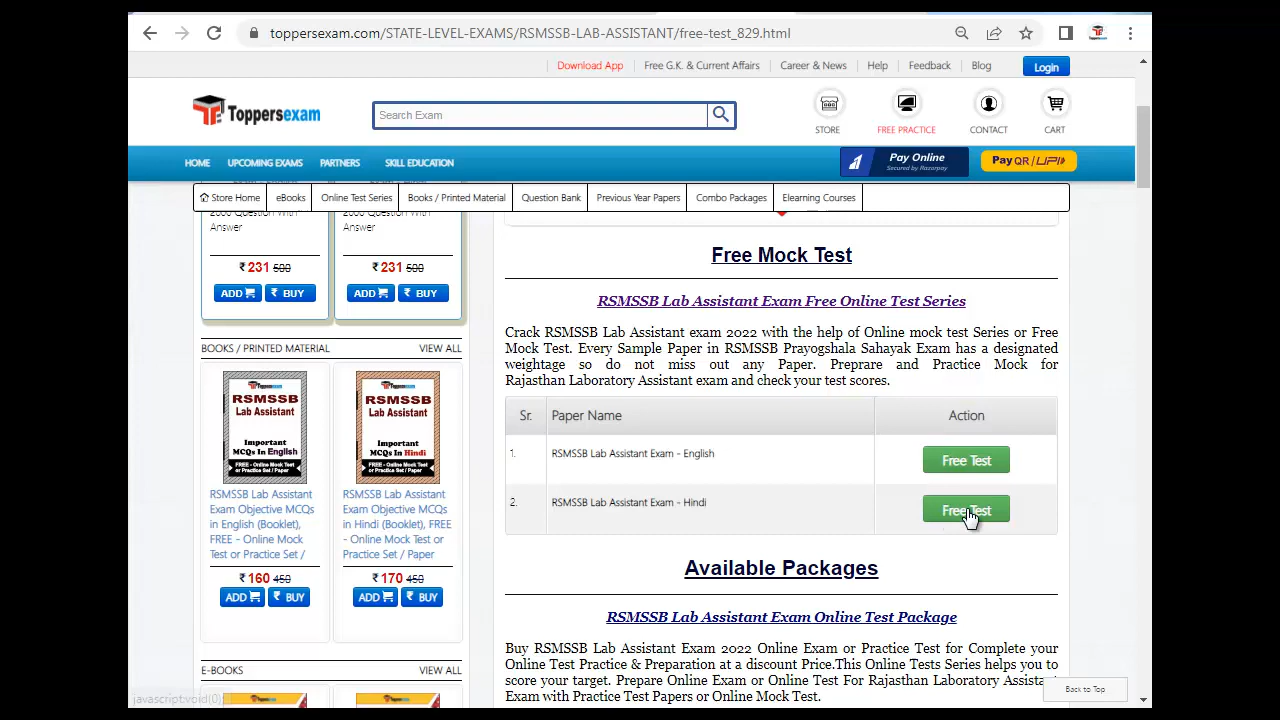 toppersexam.com/STATE-LEVEL-EXAMS/RSMSSB-LAB-ASSISTANT/free-test_829.html
Download App | Free G.K. & Current Affairs | Career & News | Help | Feedback | Blog Login
Toppersexam
Search Exam
STORE FREE PRACTICE CONTACT CART
HOME UPCOMING EXAMS PARTNERS SKILL EDUCATION
Pay Online
Secured by Razorpay
Pay QR/UPI
Store Home eBooks Online Test Series Books / Printed Material Question Bank Previous Year Papers Combo Packages Elearning Courses
Answer
Answer
₹ 231 500
₹ 231 500
ADD ₹ BUY
ADD ₹ BUY
BOOKS / PRINTED MATERIAL VIEW ALL
Toppersexam
RSMSSB
Lab Assistant
Important
MCQs In English
FREE - Online Mock Test
or Practice Set / Paper
Toppersexam
RSMSSB
Lab Assistant
Important
MCQs In Hindi
FREE - Online Mock Test
or Practice Set / Paper
RSMSSB Lab Assistant
Exam Objective MCQs
in English (Booklet),
FREE - Online Mock
Test or Practice Set /
₹ 160 450
ADD ₹ BUY
RSMSSB Lab Assistant
Exam Objective MCQs
in Hindi (Booklet), FREE
- Online Mock Test or
Practice Set / Paper
₹ 170 450
ADD ₹ BUY
E-BOOKS VIEW ALL
Free Mock Test
RSMSSB Lab Assistant Exam Free Online Test Series
Crack RSMSSB Lab Assistant exam 2022 with the help of Online mock test Series or Free
Mock Test. Every Sample Paper in RSMSSB Prayogshala Sahayak Exam has a designated
weightage so do not miss out any Paper. Preprare and Practice Mock for
Rajasthan Laboratory Assistant exam and check your test scores.
Sr. Paper Name Action
1. RSMSSB Lab Assistant Exam - English Free Test
2. RSMSSB Lab Assistant Exam - Hindi Free Test
Available Packages
RSMSSB Lab Assistant Exam Online Test Package
Buy RSMSSB Lab Assistant Exam 2022 Online Exam or Practice Test for Complete your
Online Test Practice & Preparation at a discount Price.This Online Tests Series helps you to
score your target. Prepare Online Exam or Online Test For Rajasthan Laboratory Assistant
Exam with Practice Test Papers or Online Mock Test.
Back to Top
javascript:void(0)